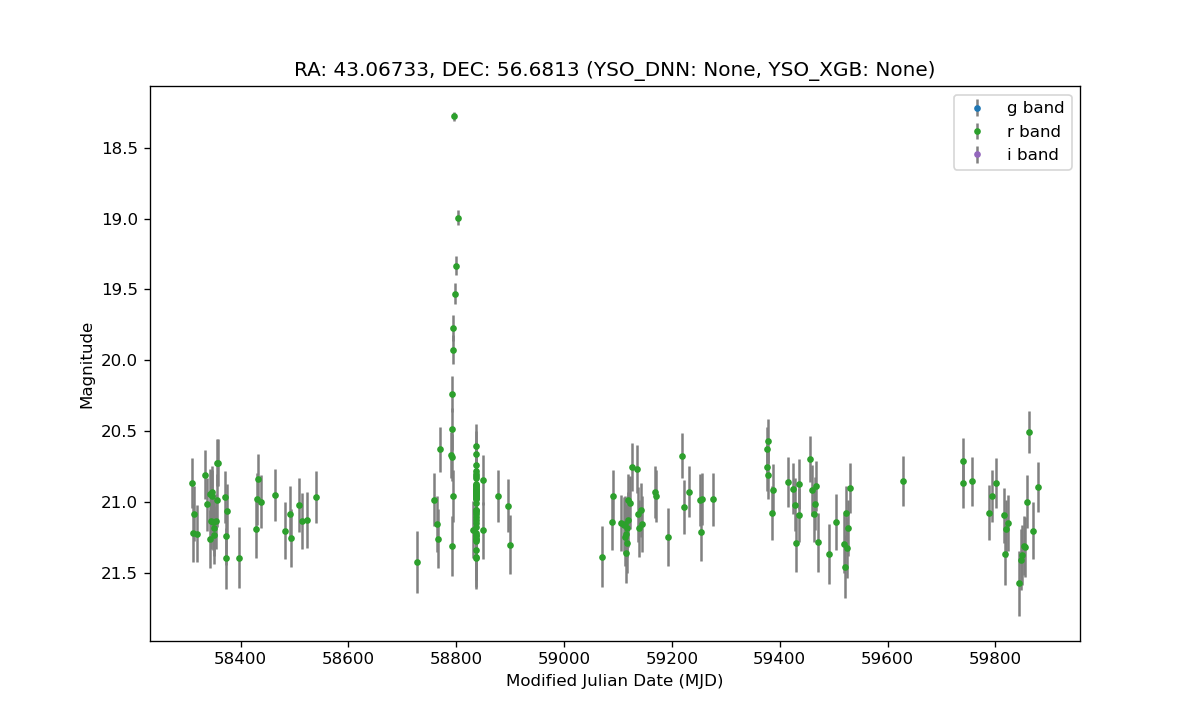 RA: 43.06733, DEC: 56.6813 (YSO_DNN: None, YSO_XGB: None)
g band
r band
i band
18.5
19.0
19.5
20.0
20.5
21.0
21.5
Magnitude
58400 58600 58800 59000 59200 59400 59600 59800
Modified Julian Date (MJD)